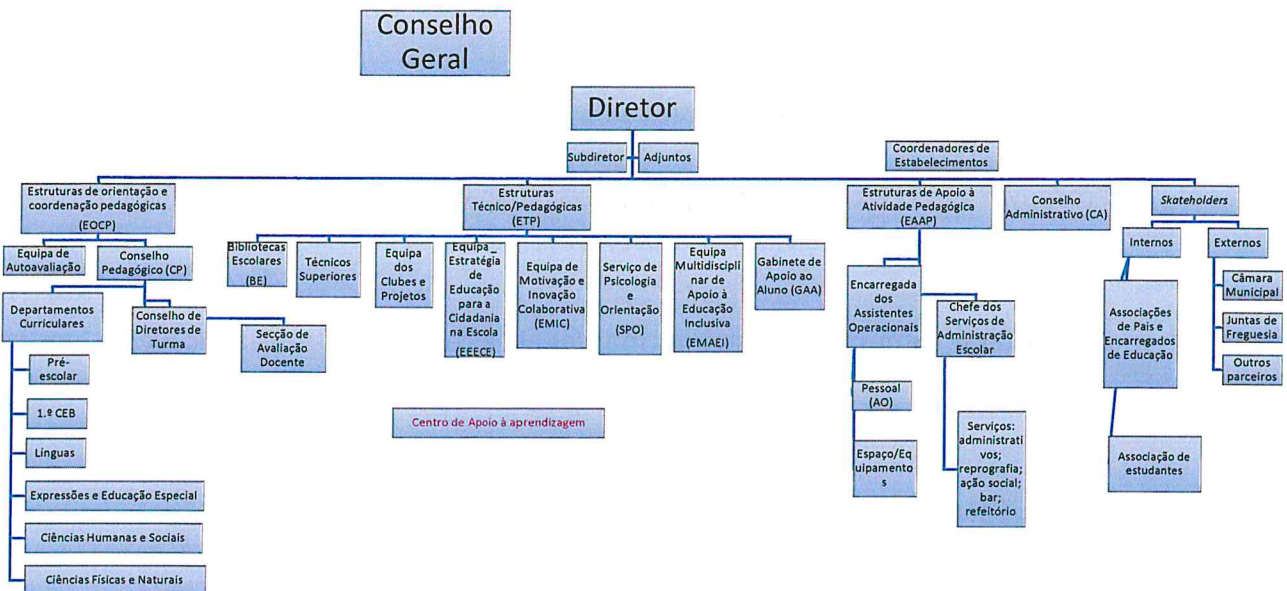 Conselho
Geral
Diretor
Subdiretor
Adjuntos
Coordenadores de
Estabelecimentos
Estruturas de orientação e
coordenação pedagógicas
(EOCP)
Estruturas
Técnico/Pedagógicas
(ETP)
Estruturas de Apoio à
Atividade Pedagógica
(EAAP)
Conselho
Administrativo (CA)
Skateholders
Equipa de
Autoavaliação
Conselho
Pedagógico (CP)
Bibliotecas
Escolares
(BE)
Técnicos
Superiores
Equipa
dos
Clubes e
Projetos
Equipa _
Estratégia
de
Educação
para a
Cidadania
na Escola
(EEECE)
Equipa de
Motivação e
Inovação
Colaborativa
(EMIC)
Serviço de
Psicologia
e
Orientação
(SPO)
Equipa
Multidiscipli
nar de
Apoio à
Educação
Inclusiva
(EMAEI)
Gabinete de
Apoio ao
Aluno (GAA)
Internos
Externos
Departamentos
Curriculares
Conselho de
Diretores de
Turma
Secção de
Avaliação
Docente
Encarregada
dos
Assistentes
Operacionais
Chefe dos
Serviços de
Administração
Escolar
Associações
de Pais e
Encarregados
de Educação
Câmara
Municipal
Juntas de
Freguesia
Outros
parceiros
Pré-
escolar
1.º CEB
Línguas
Expressões e Educação Especial
Ciências Humanas e Sociais
Ciências Físicas e Naturais
Centro de Apoio à aprendizagem
Pessoal
(AO)
Espaço/Eq
uipamento
s
Serviços:
administrati
vos;
reprografia;
ação social;
bar;
refeitório
Associação de
estudantes